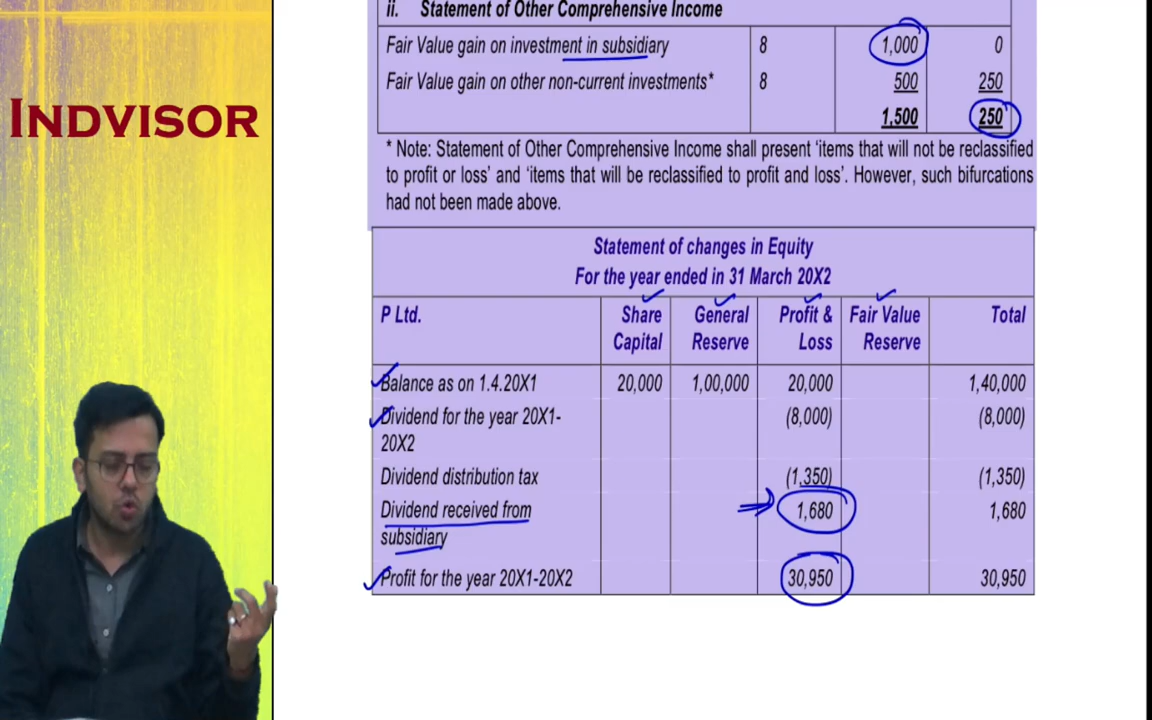 INDVISOR
ii. Statement of Other Comprehensive Income
Fair Value gain on investment in subsidiary 8 1,000 0
Fair Value gain on other non-current investments* 8 500 250
1,500 250
* Note: Statement of Other Comprehensive Income shall present ‘items that will not be reclassified
to profit or loss’ and ‘items that will be reclassified to profit and loss’. However, such bifurcations
had not been made above.
Statement of changes in Equity
For the year ended in 31 March 20X2
P Ltd. Share General Profit & Fair Value Total
Capital Reserve Loss Reserve
Balance as on 1.4.20X1 20,000 1,00,000 20,000 1,40,000
Dividend for the year 20X1- (8,000) (8,000)
20X2
Dividend distribution tax (1,350) (1,350)
Dividend received from 1,680 1,680
subsidiary
Profit for the year 20X1-20X2 30,950 30,950